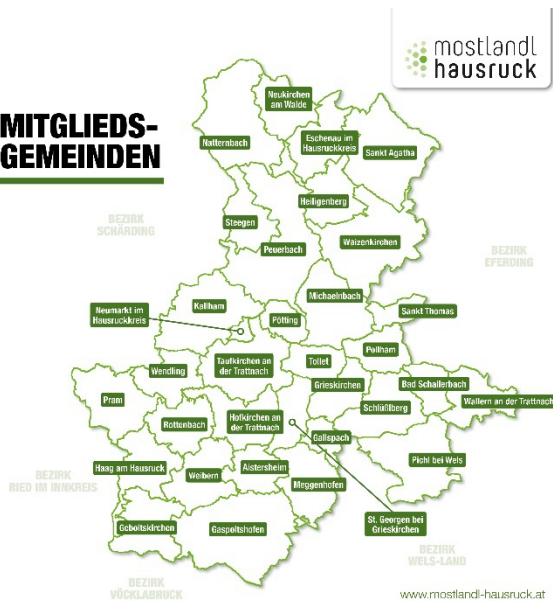 mostlandl
hausruck
MITGLIEDS-
GEMEINDEN
Neukirchen
am Walde
Natternbach
Eschenau im
Hausruckkreis
Sankt Agatha
Heiligenberg
Steegen
BEZIRK
SCHÄRDING
Peuerbach
Waizenkirchen
BEZIRK
EFERDING
Michaelnbach
Kallham
Neumarkt im
Hausruckkreis
Pötting
Sankt Thomas
Pollham
Taufkirchen an
der Trattnach
Tollet
Wendling
Grieskirchen
Bad Schallerbach
Pram
Schlüßlberg
Wallern an der Trattnach
Rottenbach
Hofkirchen an
der Trattnach
Gallspach
Pichl bei Wels
Haag am Hausruck
Weibern
Aistersheim
Meggenhofen
BEZIRK
RIED IM INNKREIS
Geboltskirchen
Gaspoltshofen
St. Georgen bei
Grieskirchen
BEZIRK
WELS-LAND
BEZIRK
VÖCKLABRUCK
www.mostlandl-hausruck.at